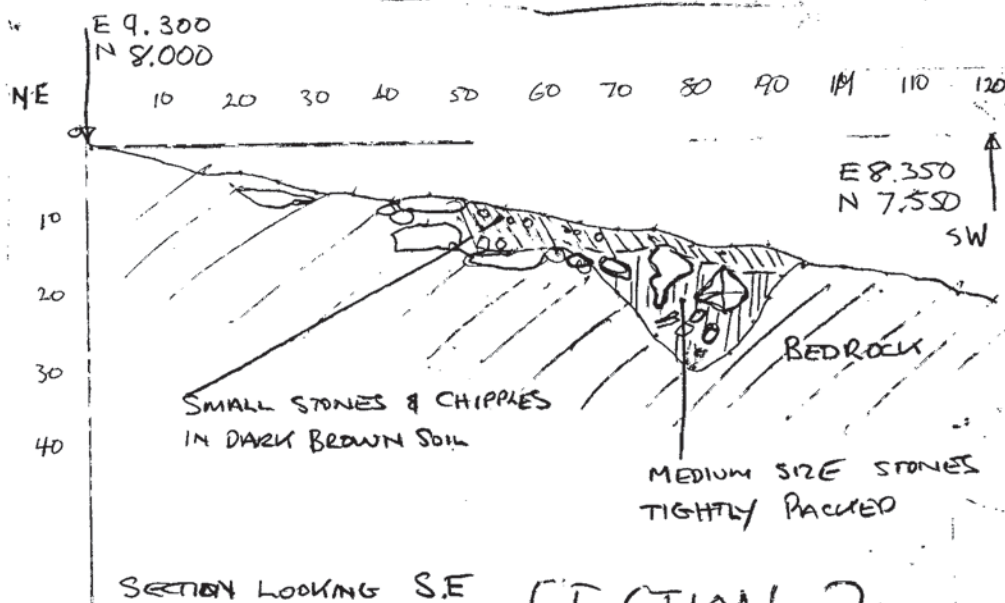 E 9.300
N 8.000
NE 10 20 30 40 50 60 70 80 90 110 120
E 8.350
N 7.550
SW
10
20
30
40
BEDROCK
SMALL STONES & CHIPPLES
IN DARK BROWN SOIL
MEDIUM SIZE STONES
TIGHTLY PACKED
SECTION LOOKING S.E